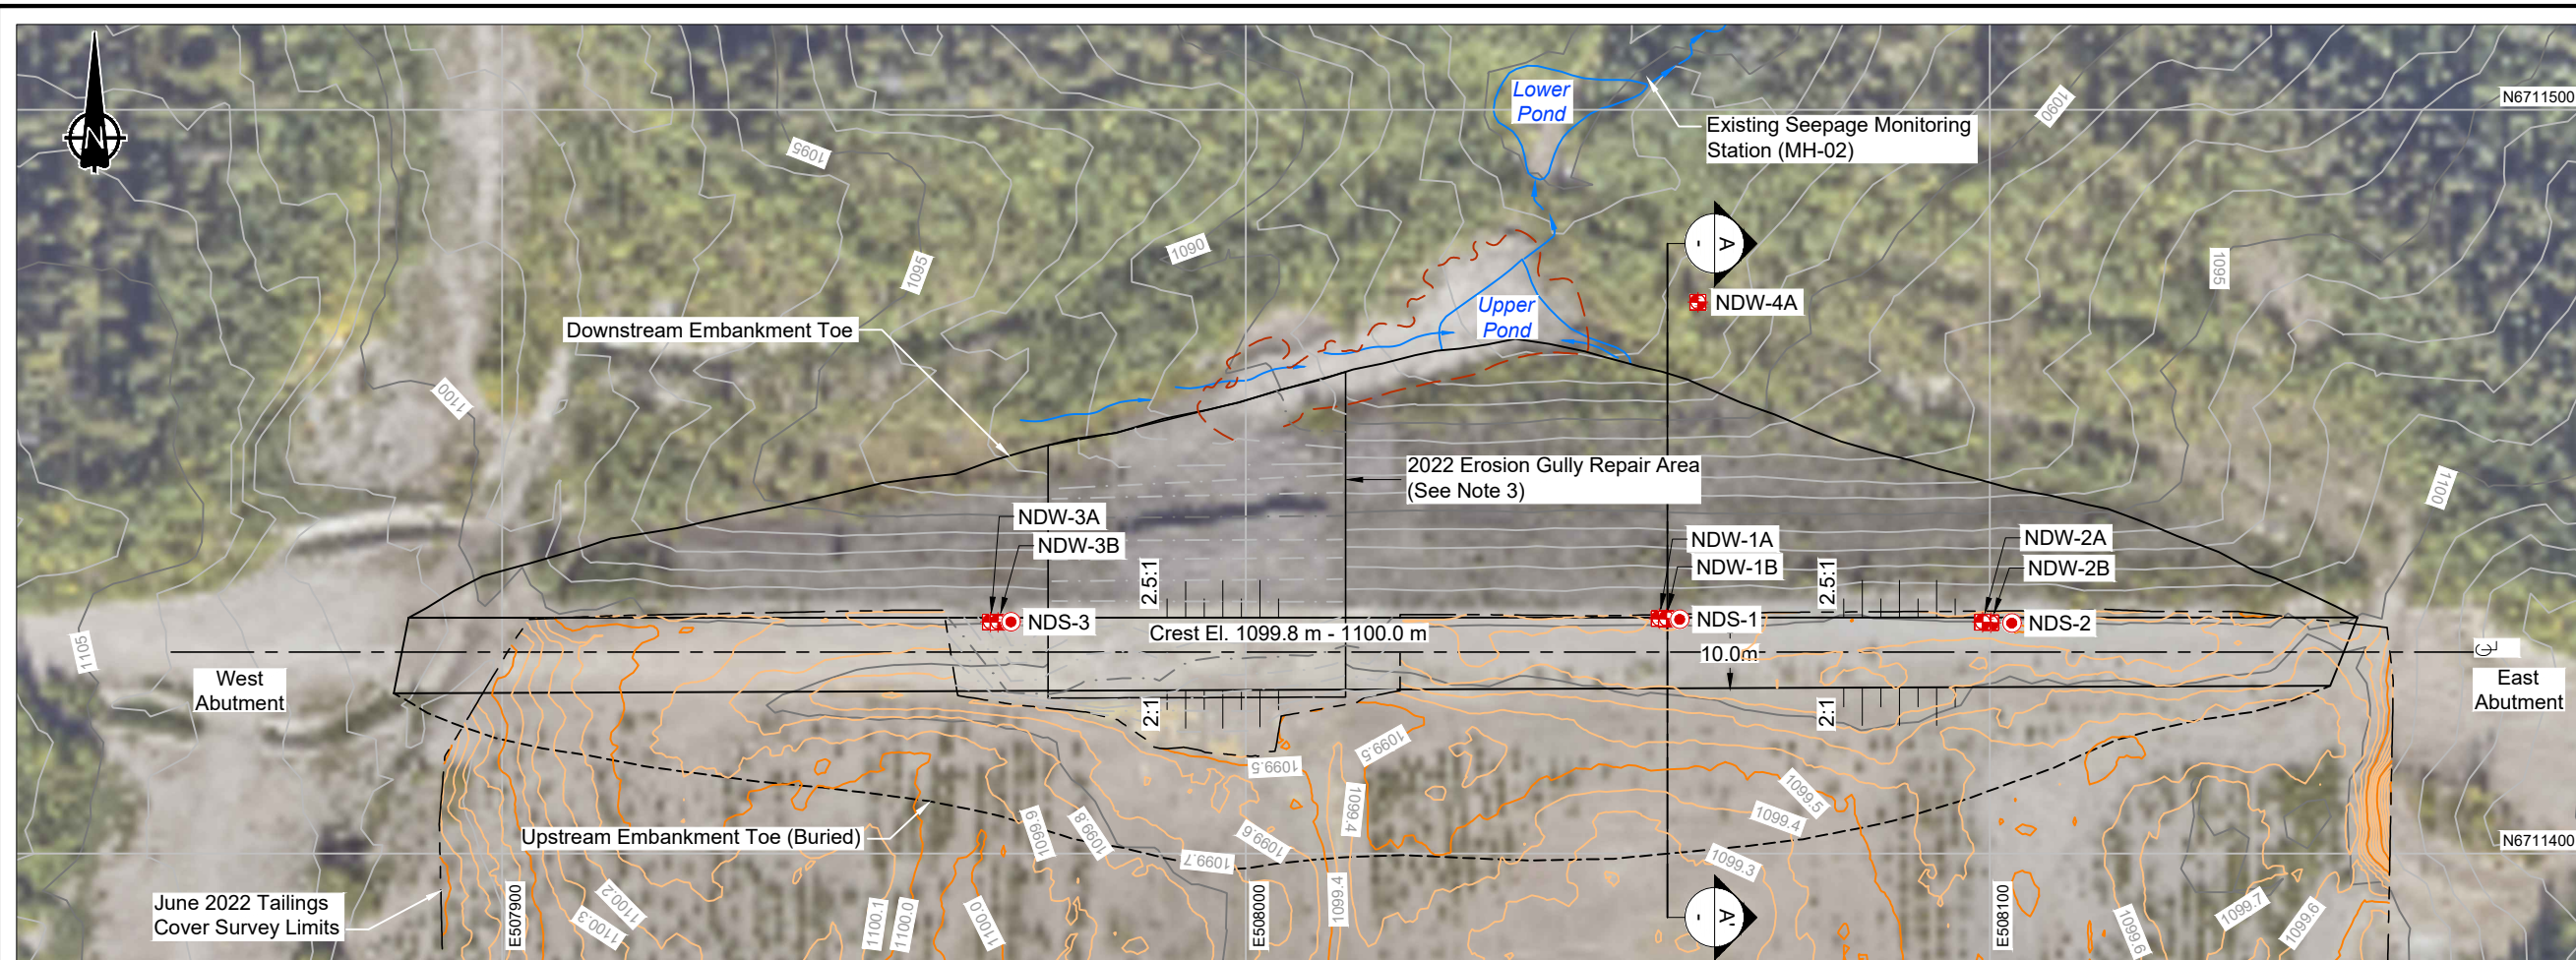 N
Lower
Pond
N6711500
Existing Seepage Monitoring
Station (MH-02)
1090
1095
1090
1095
1095
A
-
NDW-4A
Upper
Pond
Downstream Embankment Toe
1100
2022 Erosion Gully Repair Area
(See Note 3)
1100
NDW-3A
NDW-3B
NDW-1A
NDW-1B
NDW-2A
NDW-2B
2.5:1
2.5:1
NDS-3
NDS-1
NDS-2
Crest El. 1099.8 m - 1100.0 m
10.0m
1105
West
Abutment
East
Abutment
2:1
2:1
1099.5
1099.5
1099.5
1099.4
1099.4
Upstream Embankment Toe (Buried)
1099.9
1099.8
1099.6
1099.7
1099.3
N6711400
June 2022 Tailings
Cover Survey Limits
E507900
1100.2
1100.3
1100.1
1100.0
1100.0
E508000
1099.4
-
A'
E508100
1099.6
1099.7
1099.6